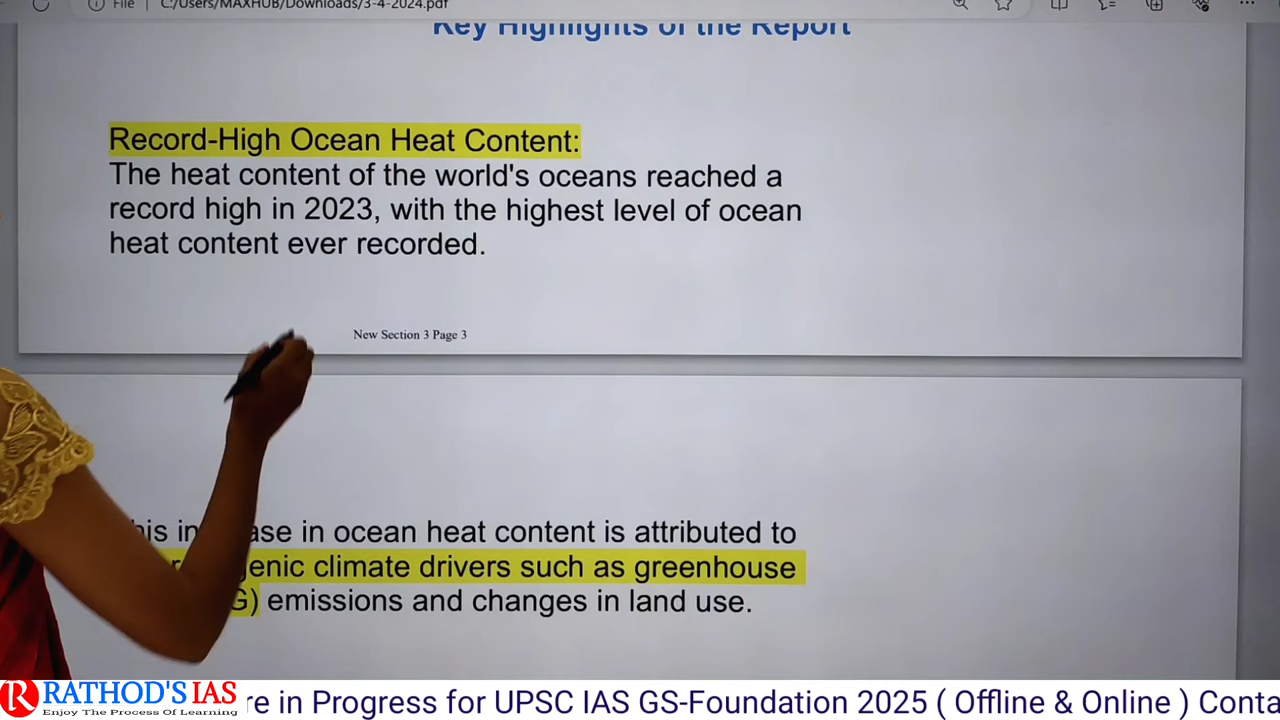 File C:/Users/MAXHUB/Downloads/3-4-2024.pdf
Key Highlights of the Report
Record-High Ocean Heat Content:
The heat content of the world's oceans reached a
record high in 2023, with the highest level of ocean
heat content ever recorded.
New Section 3 Page 3
in ocean heat content is attributed to
climate drivers such as greenhouse
emissions and changes in land use.
R RATHOD'S IAS
Enjoy The Process Of Learning
re in Progress for UPSC IAS GS-Foundation 2025 ( Offline & Online ) Conta